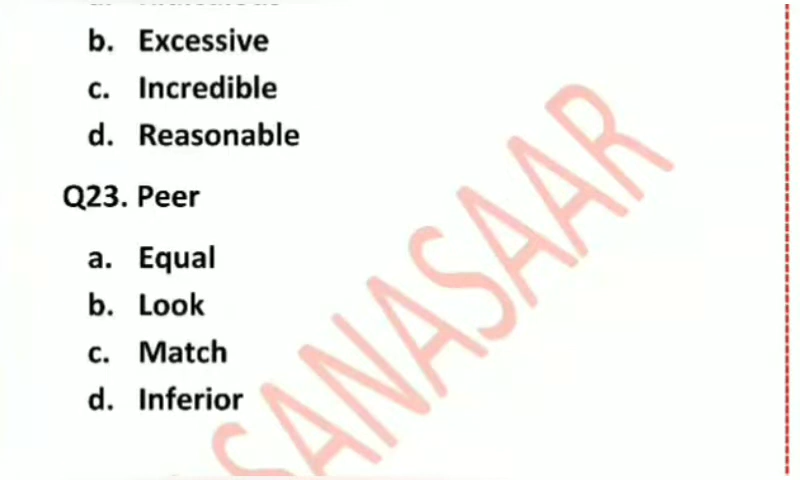 b. Excessive
c. Incredible
d. Reasonable
Q23. Peer
a. Equal
b. Look
c. Match
d. Inferior
SANASAAR